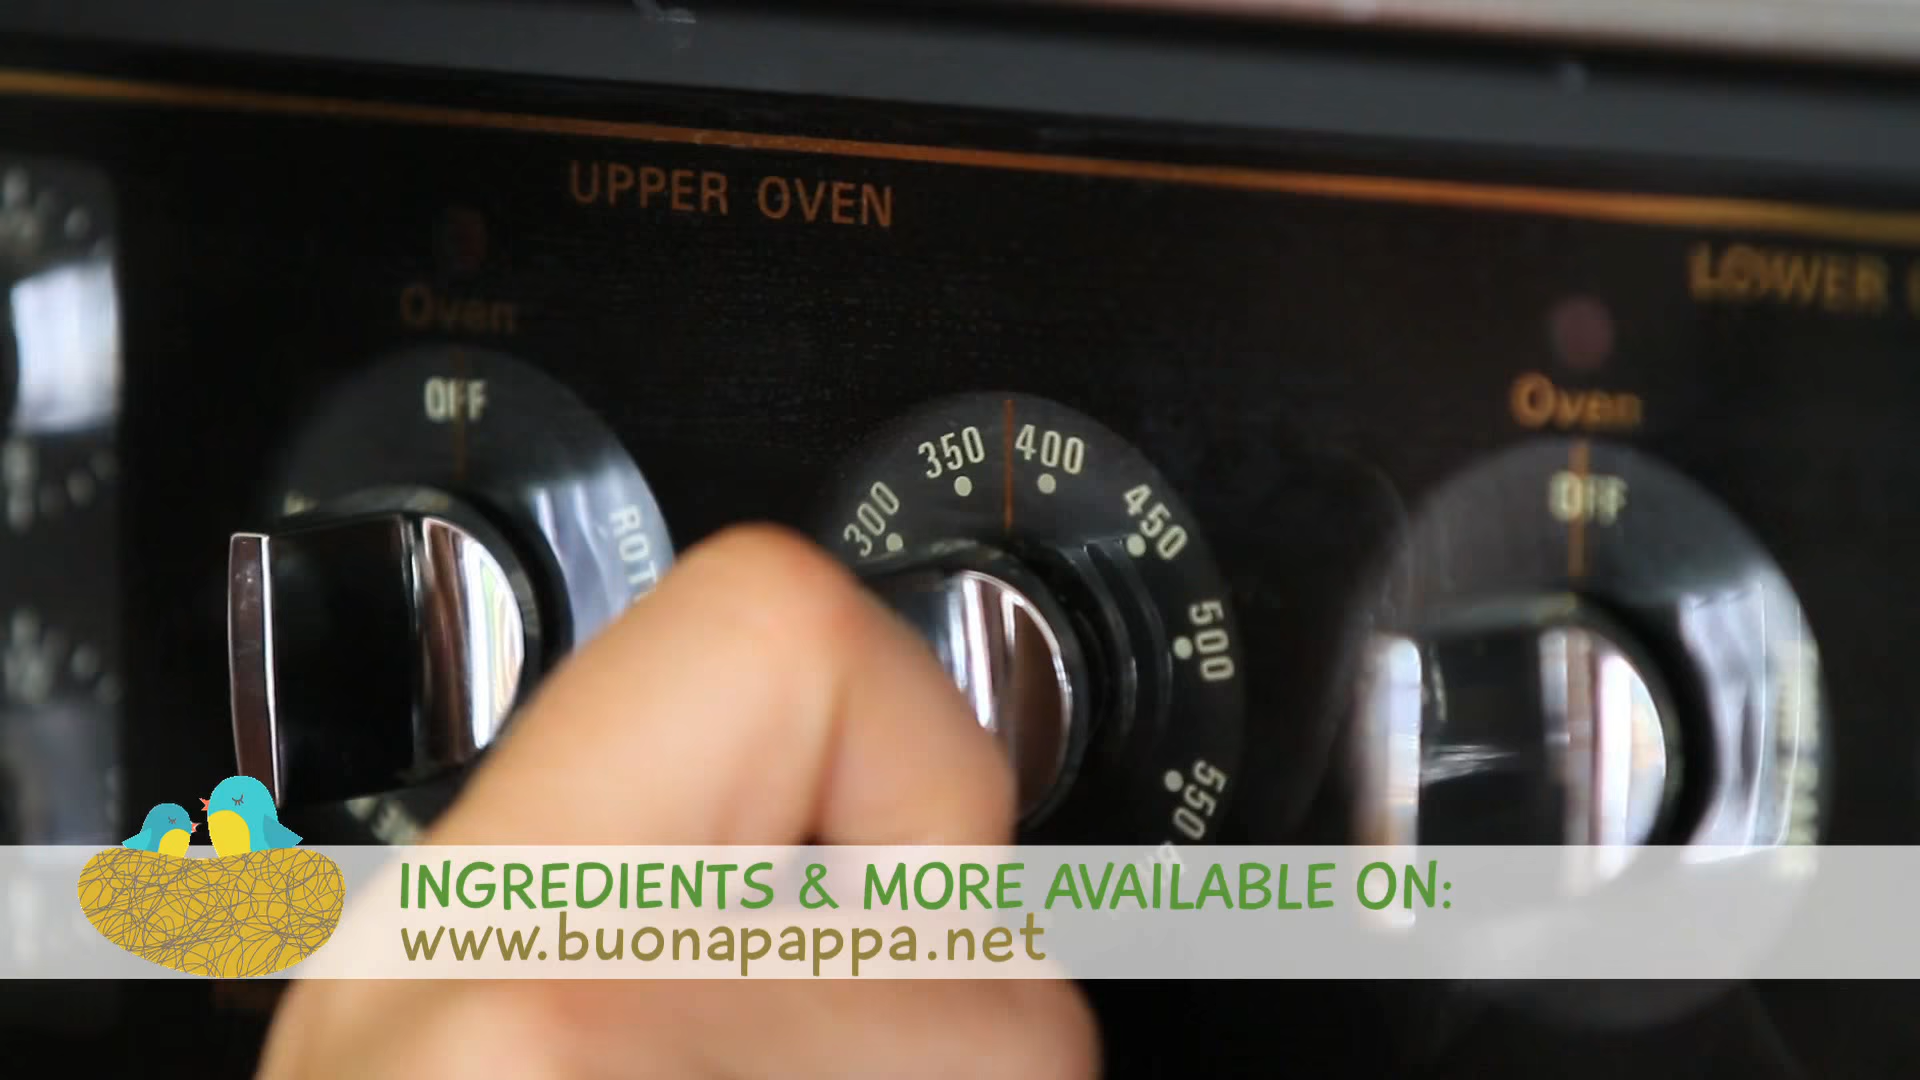 UPPER OVEN
LOWER
Oven
OFF
300
350
400
450
500
550
Oven
OFF
INGREDIENTS & MORE AVAILABLE ON:
www.buonapappa.net